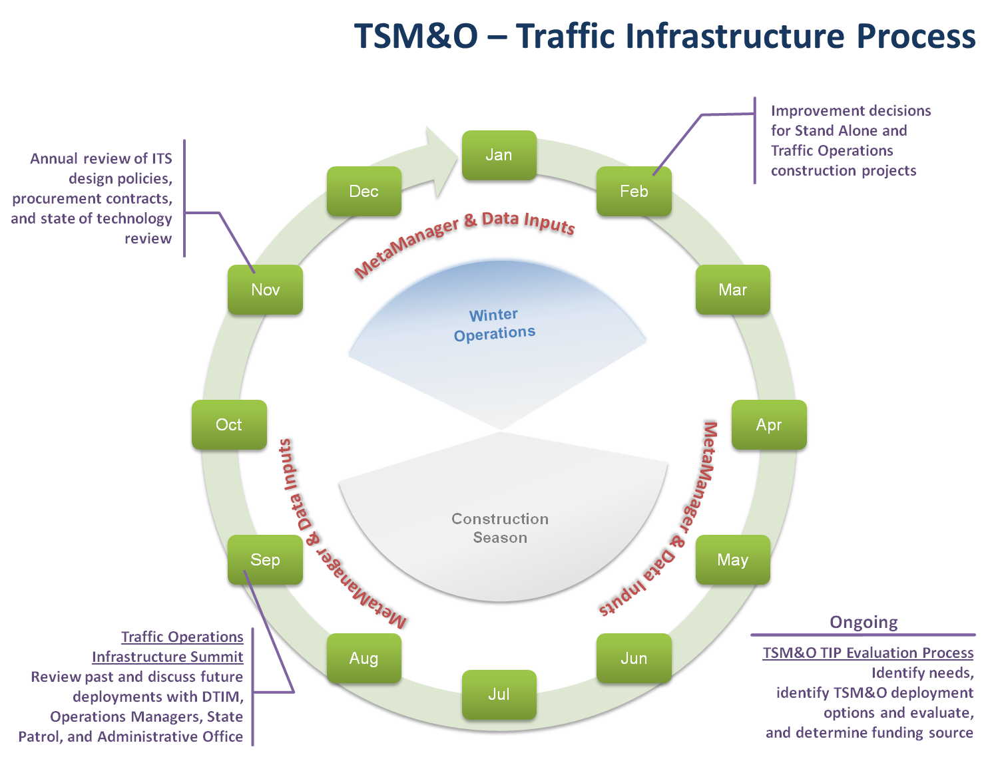 TSM&O – Traffic Infrastructure Process
Improvement decisions
for Stand Alone and
Traffic Operations
construction projects
Annual review of ITS
design policies,
procurement contracts,
and state of technology
review
Jan
Feb
Mar
Apr
May
Jun
Jul
Aug
Sep
Oct
Nov
Dec
MetaManager & Data Inputs
Winter
Operations
MetaManager & Data Inputs
MetaManager & Data Inputs
Construction
Season
Traffic Operations
Infrastructure Summit
Review past and discuss future
deployments with DTIM,
Operations Managers, State
Patrol, and Administrative Office
Ongoing
TSM&O TIP Evaluation Process
Identify needs,
identify TSM&O deployment
options and evaluate,
and determine funding source